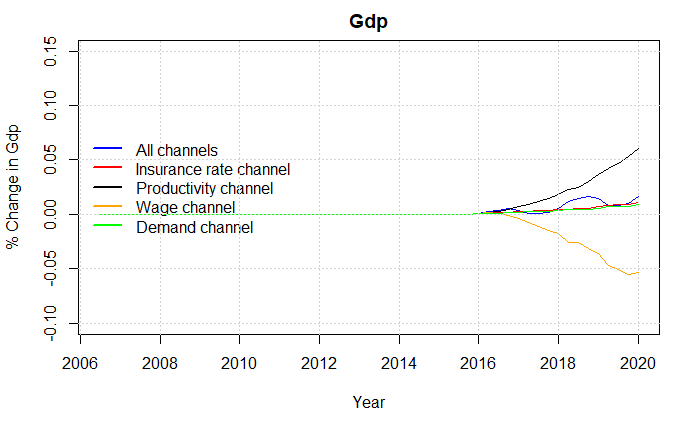 Gdp
% Change in Gdp
0.15
0.10
0.05
0.00
-0.05
-0.10
All channels
Insurance rate channel
Productivity channel
Wage channel
Demand channel
2006 2008 2010 2012 2014 2016 2018 2020
Year